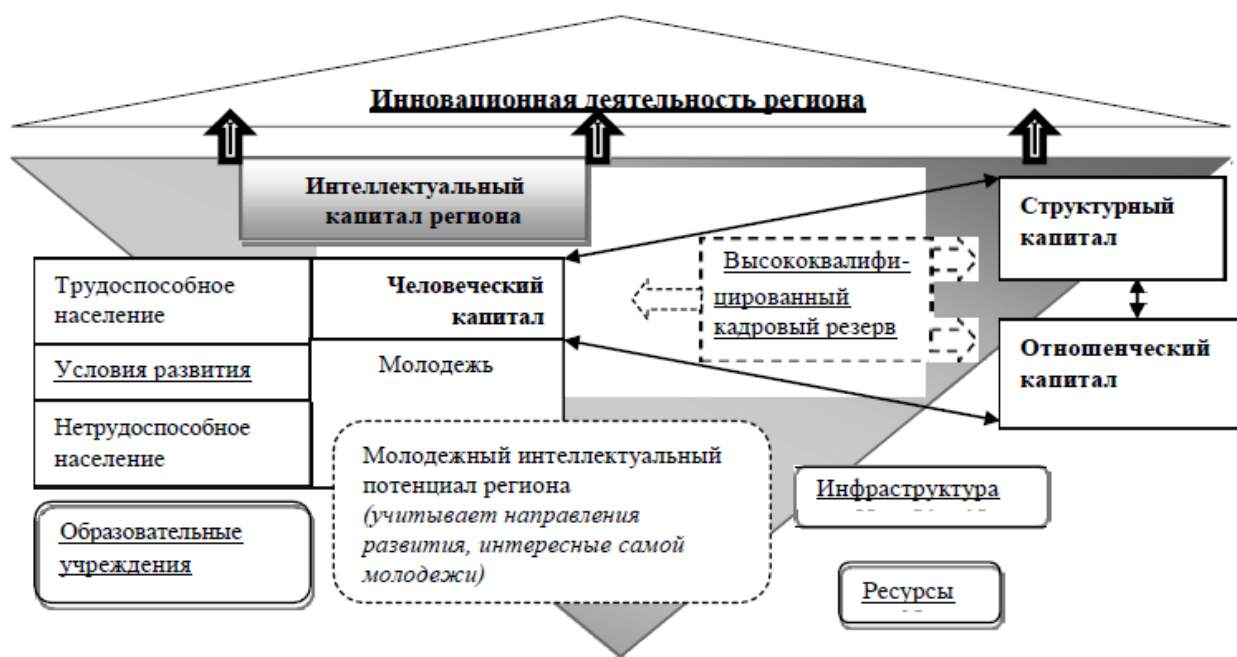 Инновационная деятельность региона
Интеллектуальный
капитал региона
Структурный
капитал
Высококвалифи-
цированный
кадровый резерв
Трудоспособное
население
Человеческий
капитал
Отношенческий
капитал
Условия развития
Молодежь
Нетрудоспособное
население
Молодежный интеллектуальный
потенциал региона
(учитывает направления
развития, интересные самой
молодежи)
Инфраструктура
Образовательные
учреждения
Ресурсы